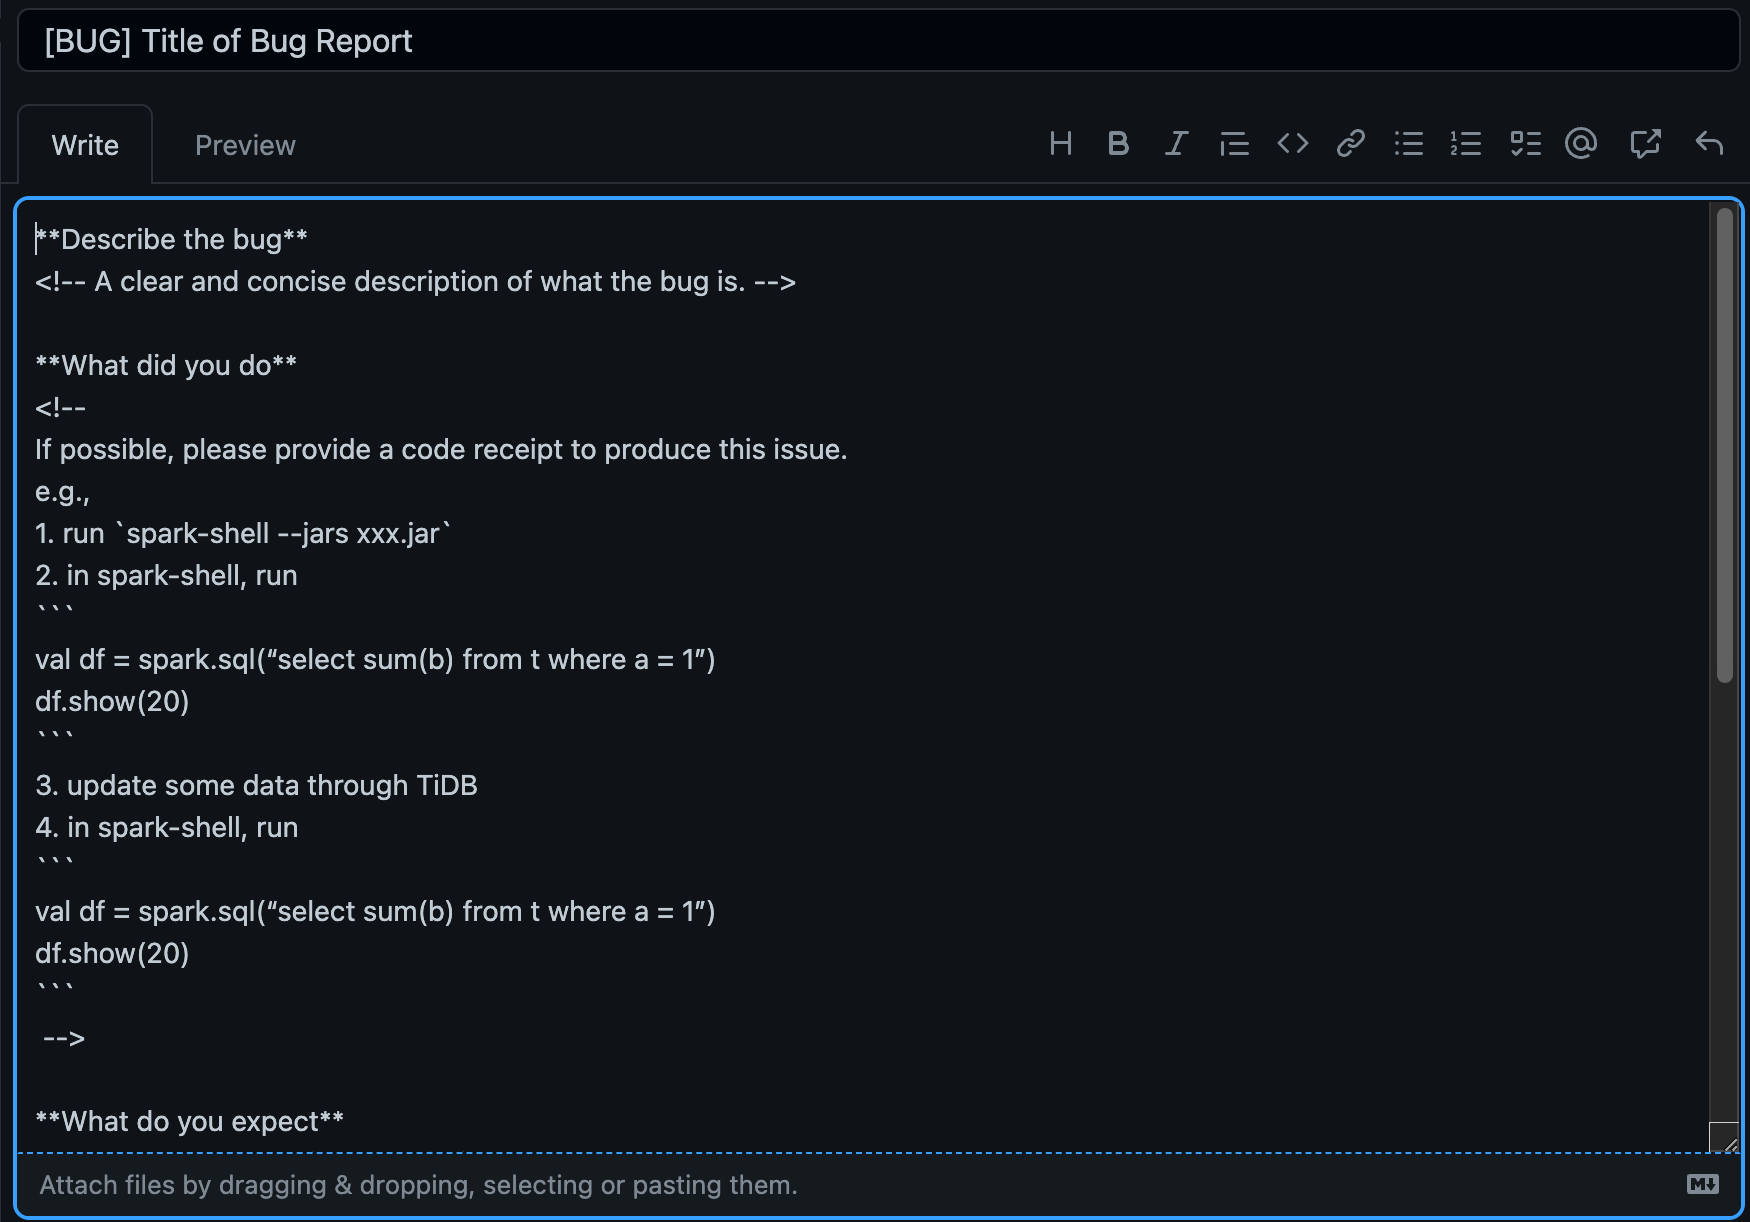 [BUG] Title of Bug Report
Write Preview
**Describe the bug**
<!-- A clear and concise description of what the bug is. -->
**What did you do**
<!--
If possible, please provide a code receipt to produce this issue.
e.g.,
1. run `spark-shell --jars xxx.jar`
2. in spark-shell, run
```
val df = spark.sql(“select sum(b) from t where a = 1”)
df.show(20)
```
3. update some data through TiDB
4. in spark-shell, run
```
val df = spark.sql(“select sum(b) from t where a = 1”)
df.show(20)
```
-->
**What do you expect**
Attach files by dragging & dropping, selecting or pasting them.